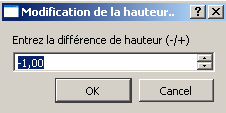 Modification de la hauteur..
Entrez la différence de hauteur (-/+)
-1,00
OK Cancel